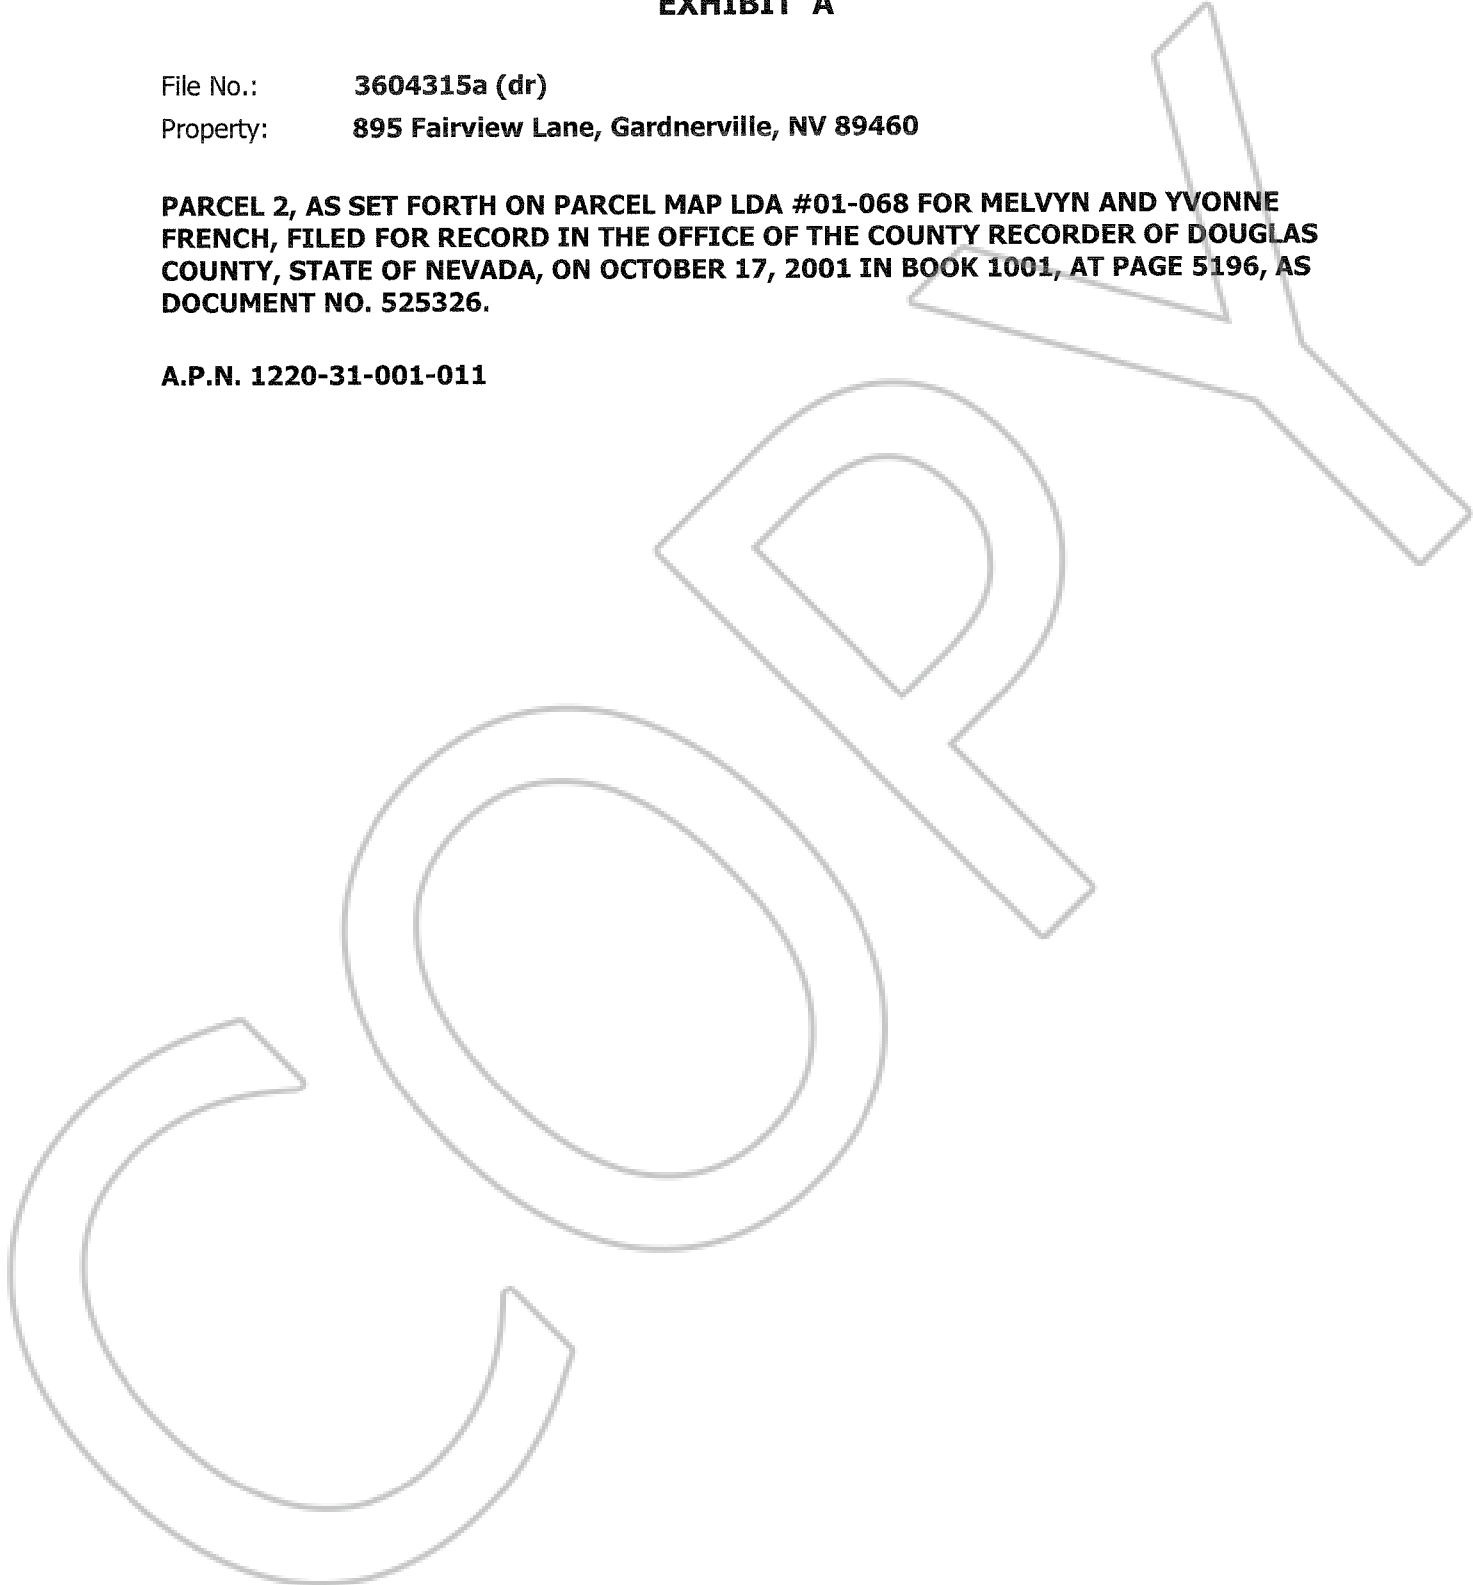 EXHIBIT A
File No.: 3604315a (dr)
Property: 895 Fairview Lane, Gardnerville, NV 89460
PARCEL 2, AS SET FORTH ON PARCEL MAP LDA #01-068 FOR MELVYN AND YVONNE
FRENCH, FILED FOR RECORD IN THE OFFICE OF THE COUNTY RECORDER OF DOUGLAS
COUNTY, STATE OF NEVADA, ON OCTOBER 17, 2001 IN BOOK 1001, AT PAGE 5196, AS
DOCUMENT NO. 525326.
A.P.N. 1220-31-001-011
COPY